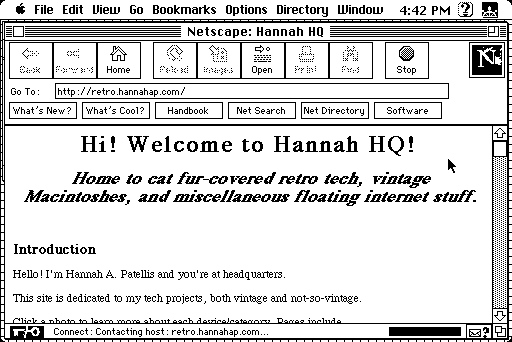 File Edit View Go Bookmarks Options Directory Window 4:42 PM
Netscape: Hannah HQ
Back Forward Home Reload Images Open Print Find Stop
N
Go To: http://retro.hannahap.com/
What's New? What's Cool? Handbook Net Search Net Directory Software
Hi! Welcome to Hannah HQ!
Home to cat fur-covered retro tech, vintage
Macintoshes, and miscellaneous floating internet stuff.
Introduction
Hello! I'm Hannah A. Patellis and you're at headquarters.
This site is dedicated to my tech projects, both vintage and not-so-vintage.
Click a photo to learn more about each device/category. Pages include
Connect: Contacting host: retro.hannahap.com... ?